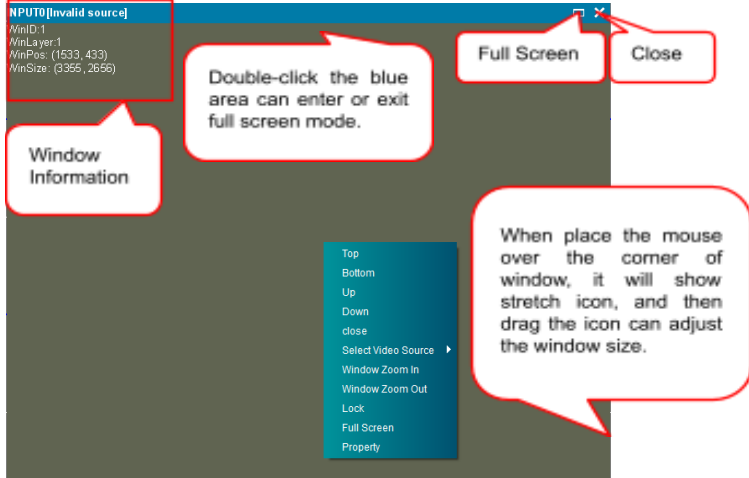 NPUT0[Invalid source]
WinID:1
WinLayer:1
WinPos: (1533,433)
WinSize: (3355,2656)
Double-click the blue
area can enter or exit
full screen mode.
Full Screen
Close
Window
Information
When place the mouse
over the corner of
window, it will show
stretch icon, and then
drag the icon can adjust
the window size.
Top
Bottom
Up
Down
close
Select Video Source
Window Zoom In
Window Zoom Out
Lock
Full Screen
Property